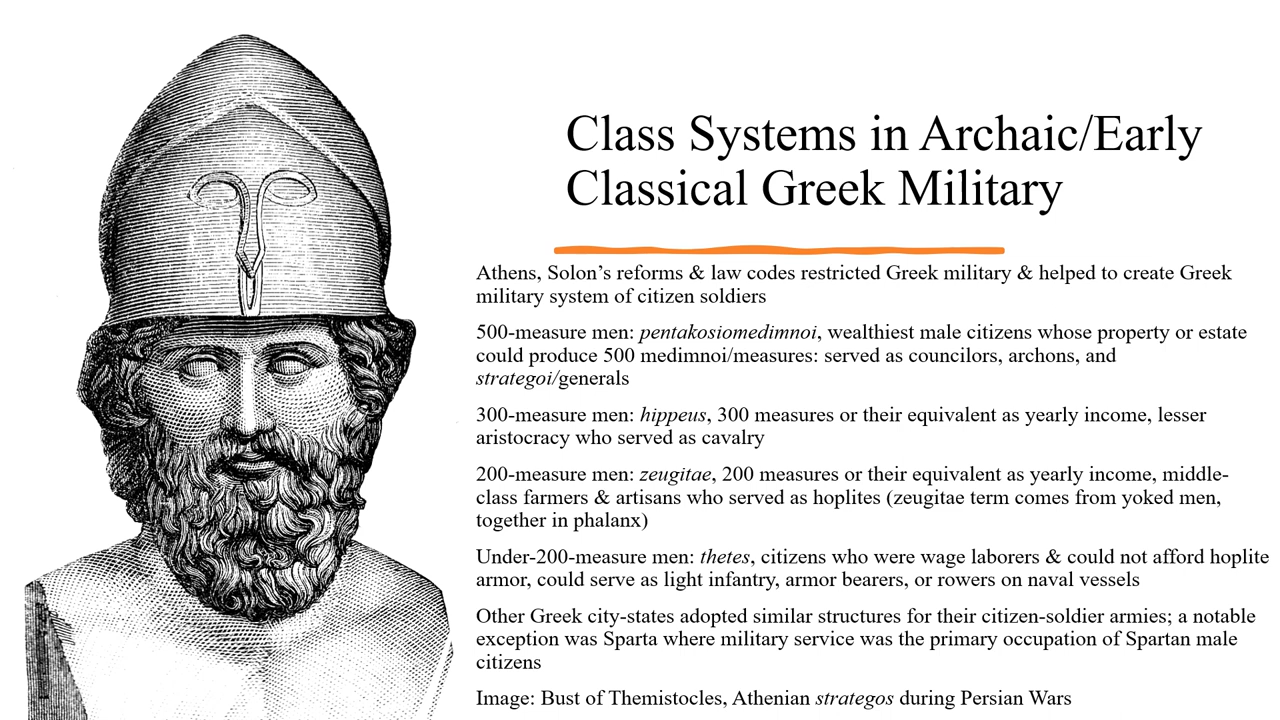 Class Systems in Archaic/Early
Classical Greek Military
Athens, Solon’s reforms & law codes restricted Greek military & helped to create Greek
military system of citizen soldiers
500-measure men: pentakosiomedimnoi, wealthiest male citizens whose property or estate
could produce 500 medimnoi/measures: served as councilors, archons, and
strategoi/generals
300-measure men: hippeus, 300 measures or their equivalent as yearly income, lesser
aristocracy who served as cavalry
200-measure men: zeugitae, 200 measures or their equivalent as yearly income, middle-
class farmers & artisans who served as hoplites (zeugitae term comes from yoked men,
together in phalanx)
Under-200-measure men: thetes, citizens who were wage laborers & could not afford hoplite
armor, could serve as light infantry, armor bearers, or rowers on naval vessels
Other Greek city-states adopted similar structures for their citizen-soldier armies; a notable
exception was Sparta where military service was the primary occupation of Spartan male
citizens
Image: Bust of Themistocles, Athenian strategos during Persian Wars